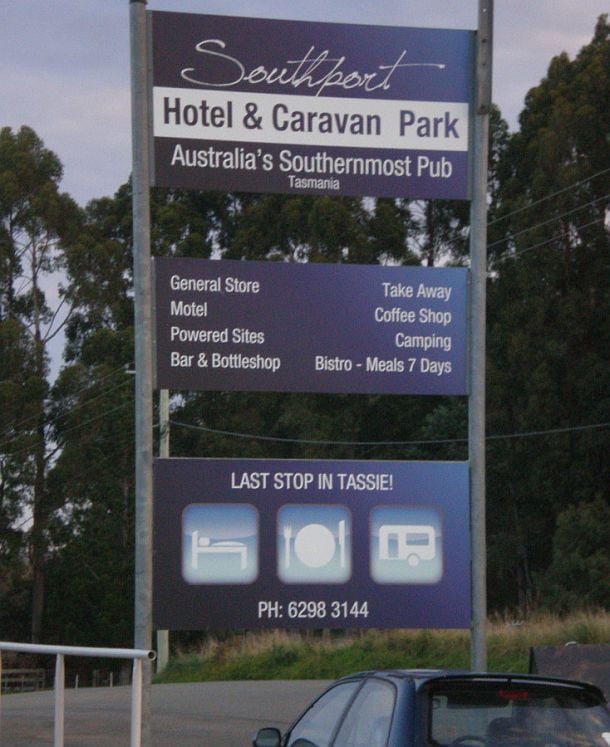 Southport
Hotel & Caravan Park
Australia's Southernmost Pub
Tasmania
General Store
Motel
Powered Sites
Bar & Bottleshop
Take Away
Coffee Shop
Camping
Bistro - Meals 7 Days
LAST STOP IN TASSIE!
PH: 6298 3144